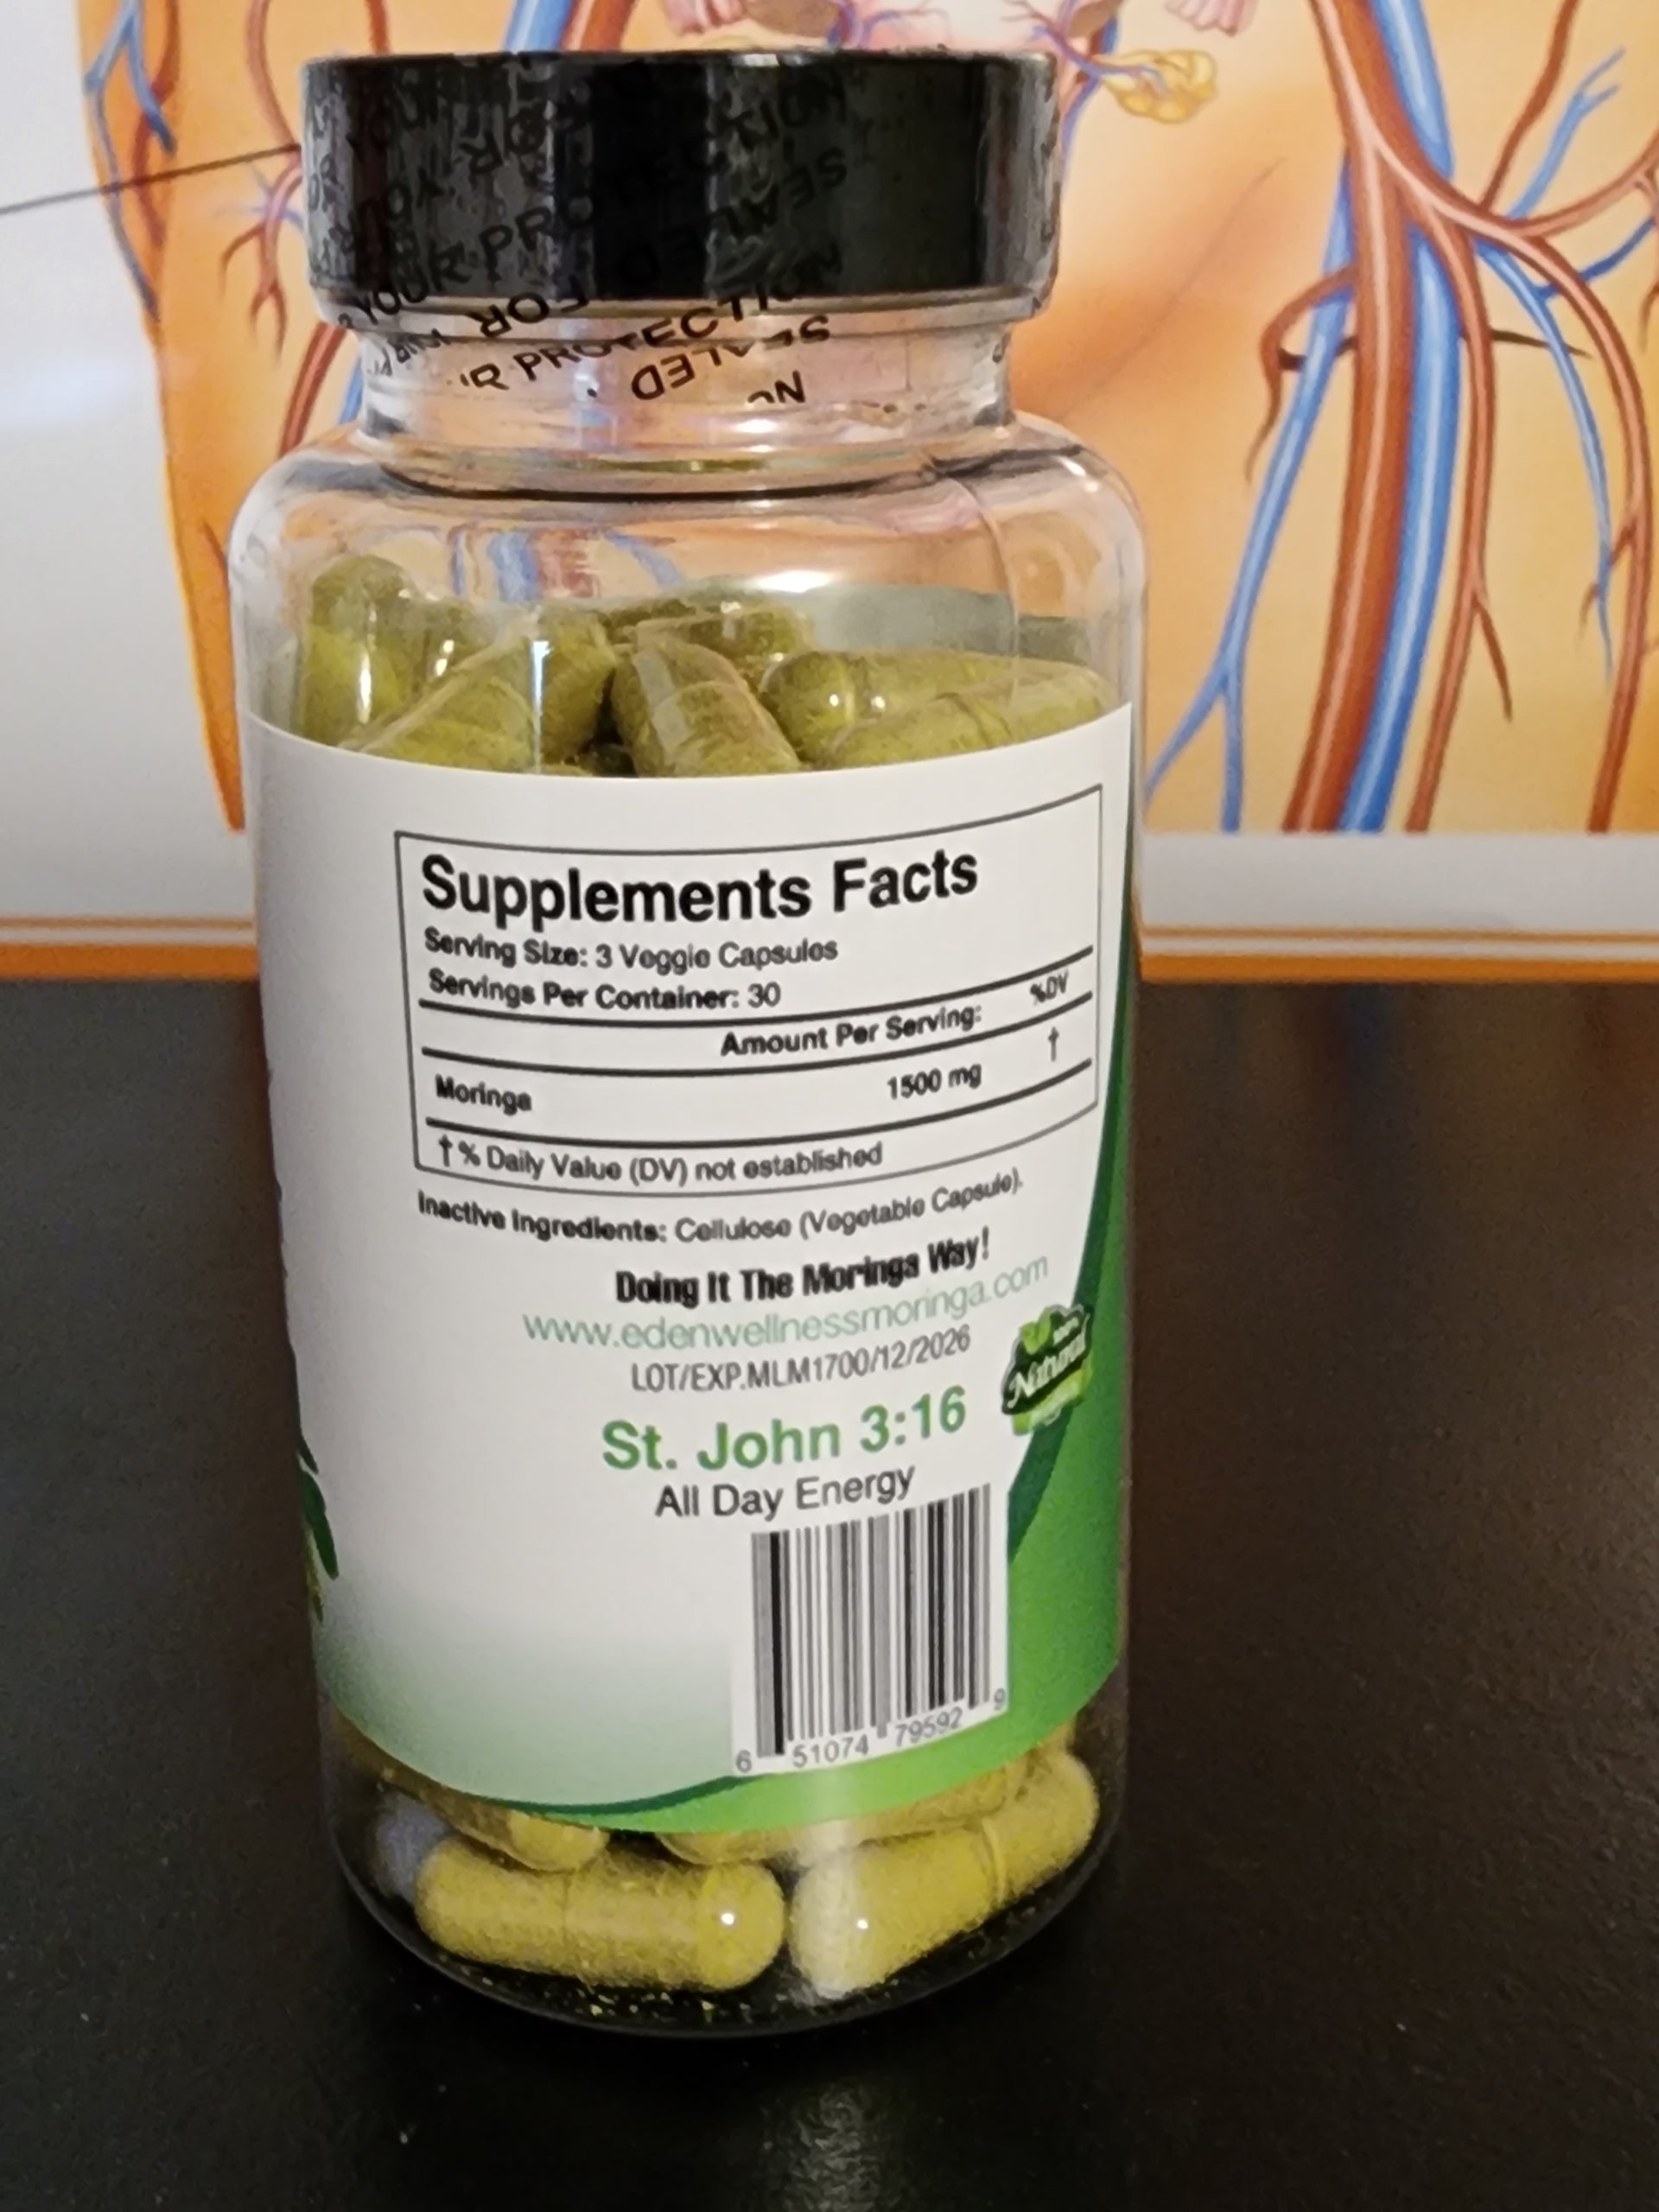 YOUR PROTECTION
SEALED
FOR
PROTECTION
SEALED
Supplements Facts
Serving Size: 3 Veggie Capsules
Servings Per Container: 30
Amount Per Serving: %DV
Moringa 1500 mg †
† % Daily Value (DV) not established
Inactive Ingredients: Cellulose (Vegetable Capsule).
Doing It The Moringa Way!
www.edenwellnessmoringa.com
LOT/EXP.MLM1700/12/2026
100%
Natural
St. John 3:16
All Day Energy
6 51074 79592 9